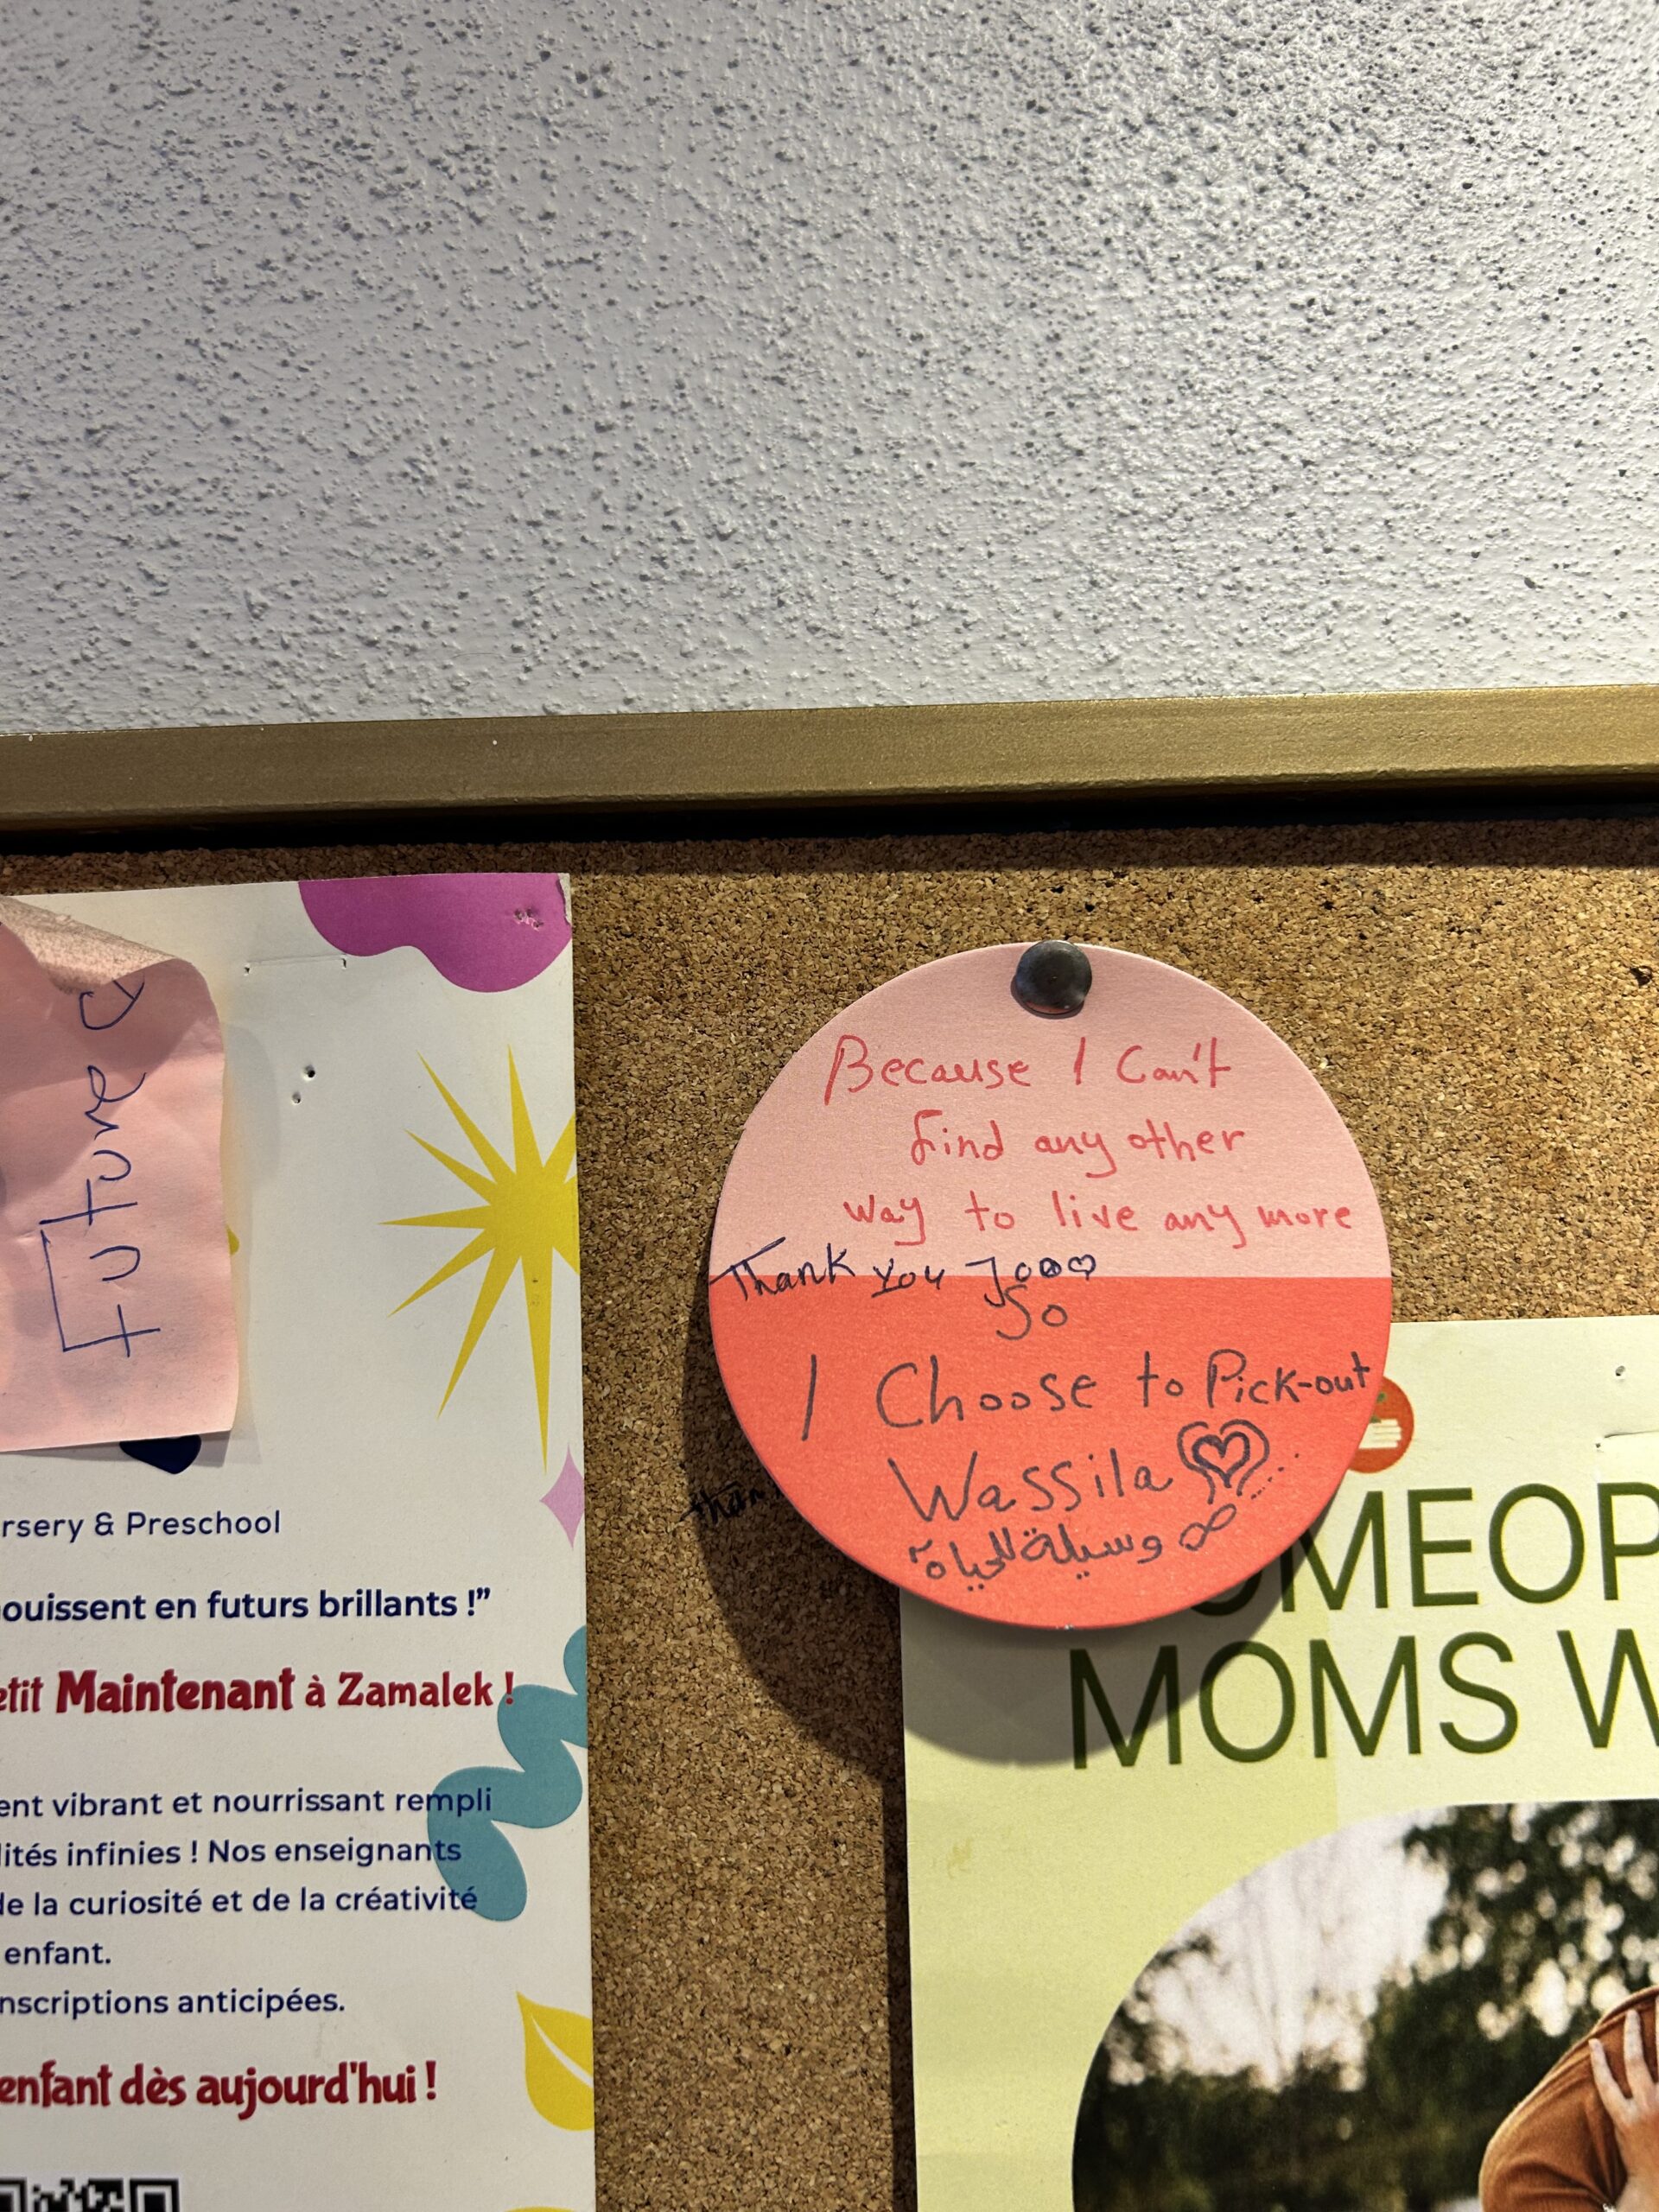 Future
rsery & Preschool
ouissent en futurs brillants !”
etit Maintenant à Zamalek !
ent vibrant et nourrissant rempli
lités infinies ! Nos enseignants
de la curiosité et de la créativité
enfant.
nscriptions anticipées.
enfant dès aujourd'hui !
Because I Can't
find any other
way to live any more
Thank you
So
I Choose to Pick-out
Wassila
وسيلة للحياة
MEOP
MOMS W